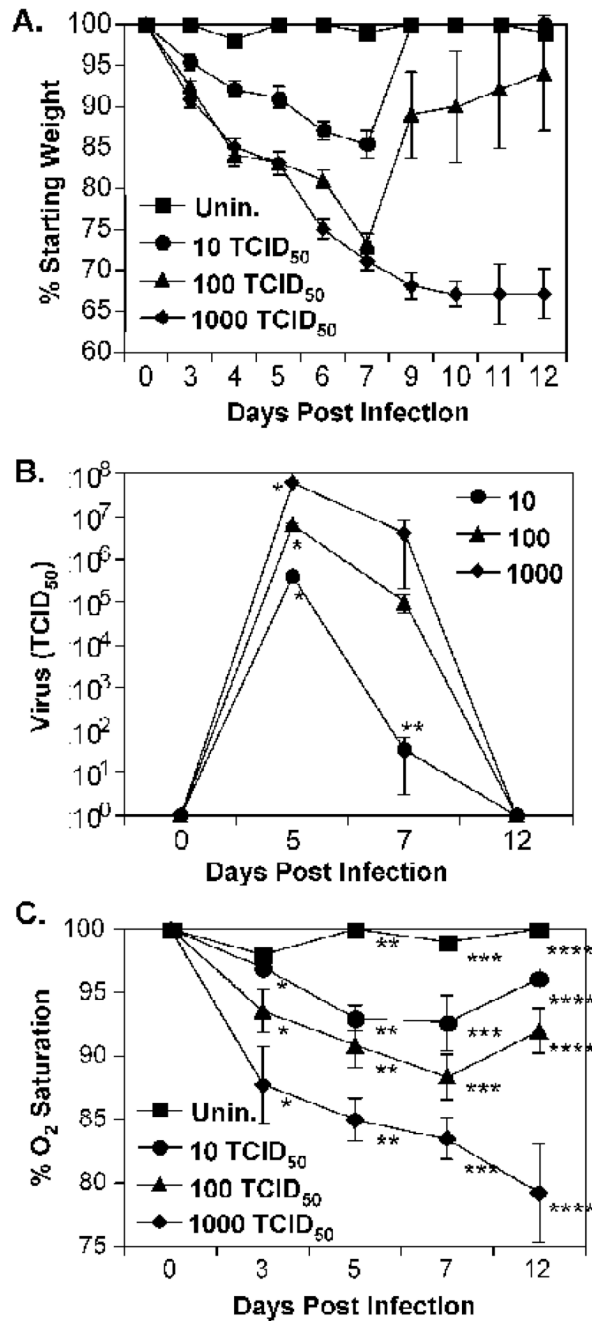 A.
100
95
90
85
80
75
70
65
60
% Starting Weight
Unin.
10 TCID50
100 TCID50
1000 TCID50
0 3 4 5 6 7 9 10 11 12
Days Post Infection
B.
10^8
10^7
10^6
10^5
10^4
10^3
10^2
10^1
10^0
Virus (TCID50)
10
100
1000
*
*
*
**
0 5 7 12
Days Post Infection
C.
100
95
90
85
80
75
% O2 Saturation
** *** ****
* ** *** ****
* ** *** ****
* ** *** ****
Unin.
10 TCID50
100 TCID50
1000 TCID50
0 3 5 7 12
Days Post Infection